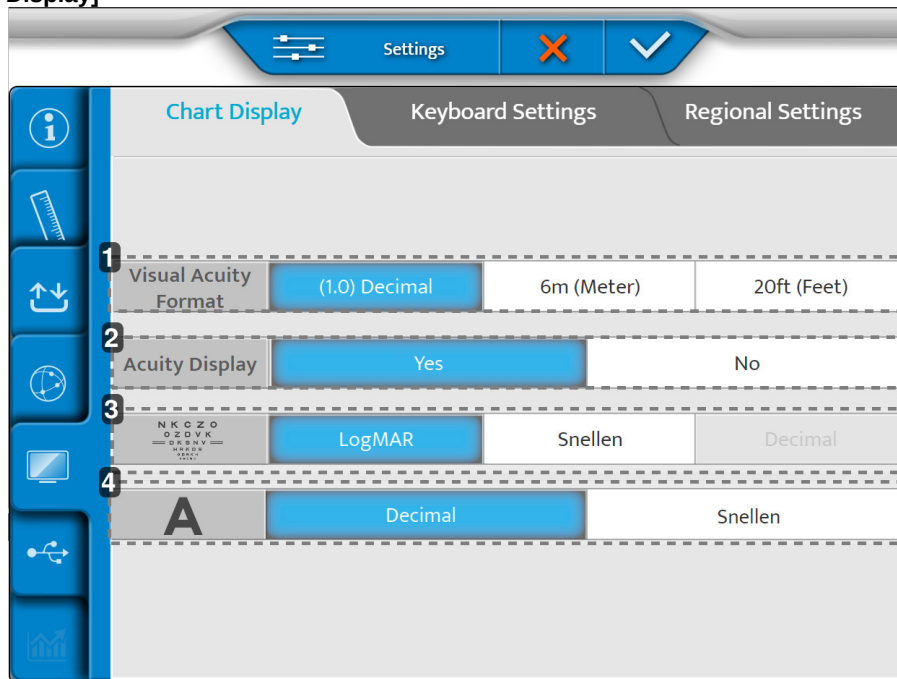 Display]
Settings
Chart Display
Keyboard Settings
Regional Settings
1
Visual Acuity Format
(1.0) Decimal
6m (Meter)
20ft (Feet)
2
Acuity Display
Yes
No
3
N K C Z O
O Z D V K
D K S N V
H R K D S
LogMAR
Snellen
Decimal
4
A
Decimal
Snellen